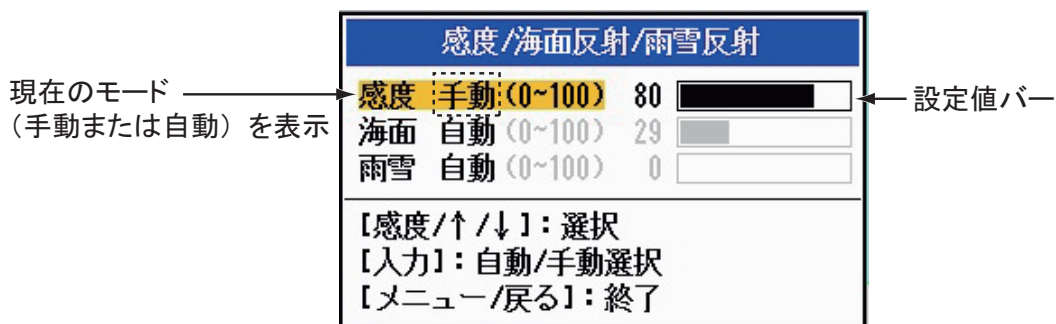 感度/海面反射/雨雪反射
現在のモード
（手動または自動）を表示
感度 手動(0~100) 80
設定値バー
海面 自動(0~100) 29
雨雪 自動(0~100) 0
[感度/↑/↓]：選択
[入力]：自動/手動選択
[メニュー/戻る]：終了